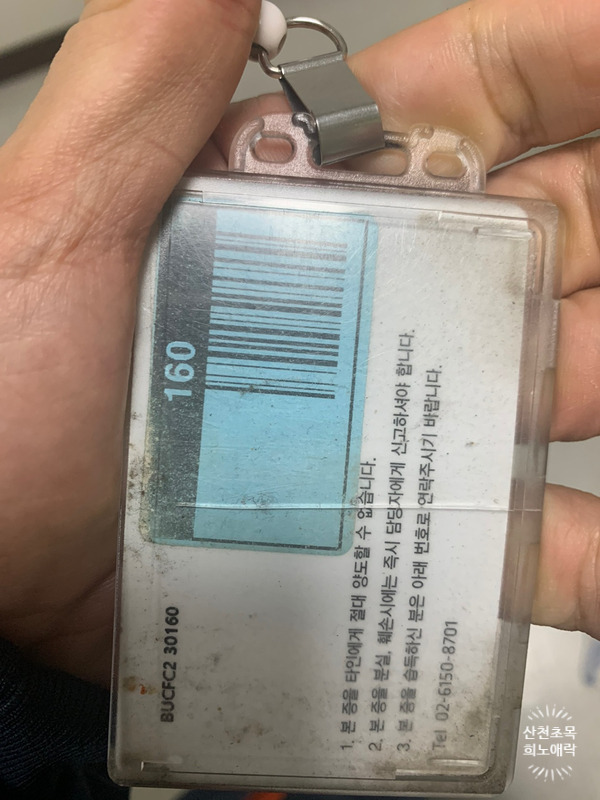 160
BUCFC2 30160
1. 본 증을 타인에게 절대 양도할 수 없습니다.
2. 본 증을 분실, 훼손시에는 즉시 담당자에게 신고하셔야 합니다.
3. 본 증을 습득하신 분은 아래 번호로 연락주시기 바랍니다.
Tel 02-6150-8701
산천초목
희노애락